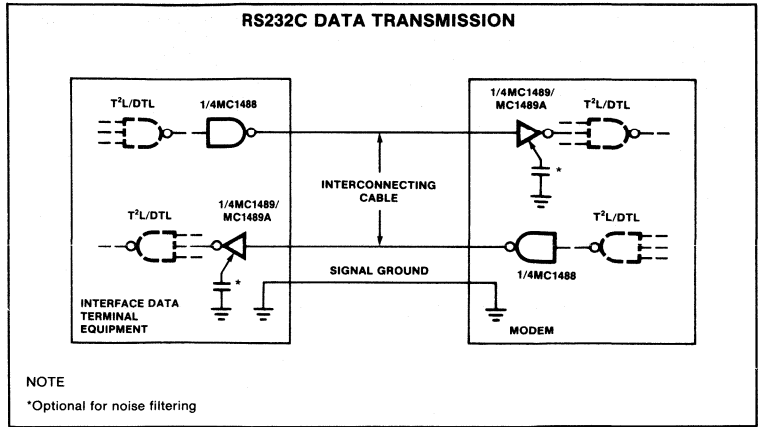 RS232C DATA TRANSMISSION
T²L/DTL
1/4MC1488
1/4MC1489/
MC1489A
T²L/DTL
*
INTERCONNECTING
CABLE
T²L/DTL
1/4MC1489/
MC1489A
T²L/DTL
*
SIGNAL GROUND
1/4MC1488
INTERFACE DATA
TERMINAL
EQUIPMENT
MODEM
NOTE
*Optional for noise filtering